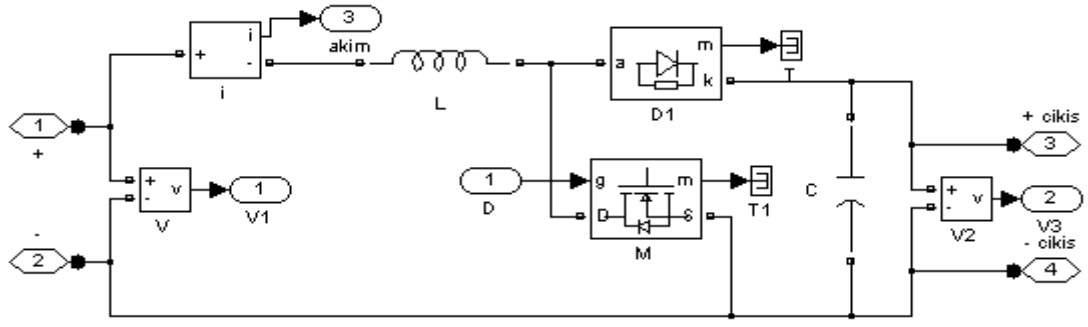 i
3
+
-
akim
i
L
a
m
k
D1
T
1
+
+
-
v
V
1
V1
1
D
g
m
D
S
M
T1
C
+ cikis
3
+
-
v
V2
2
V3
-
2
- cikis
4